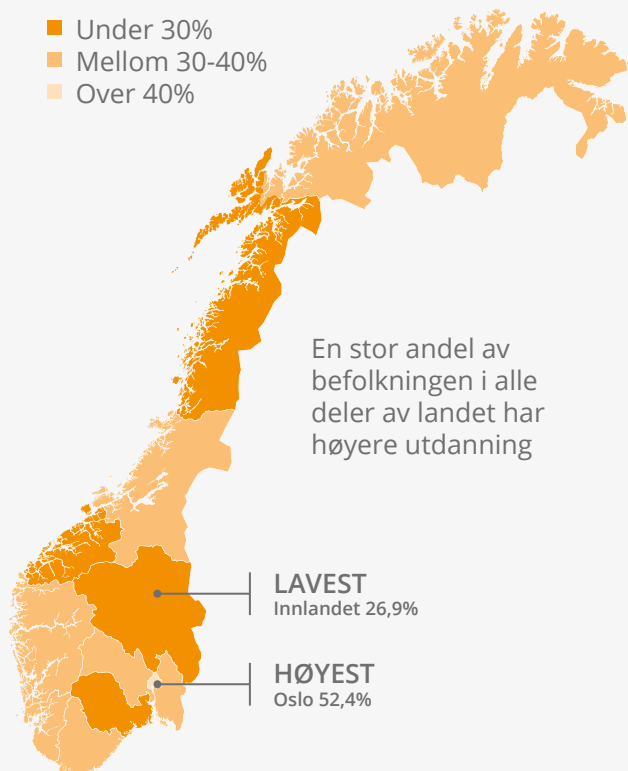 Under 30%
Mellom 30-40%
Over 40%
En stor andel av
befolkningen i alle
deler av landet har
høyere utdanning
LAVEST
Innlandet 26,9%
HØYEST
Oslo 52,4%